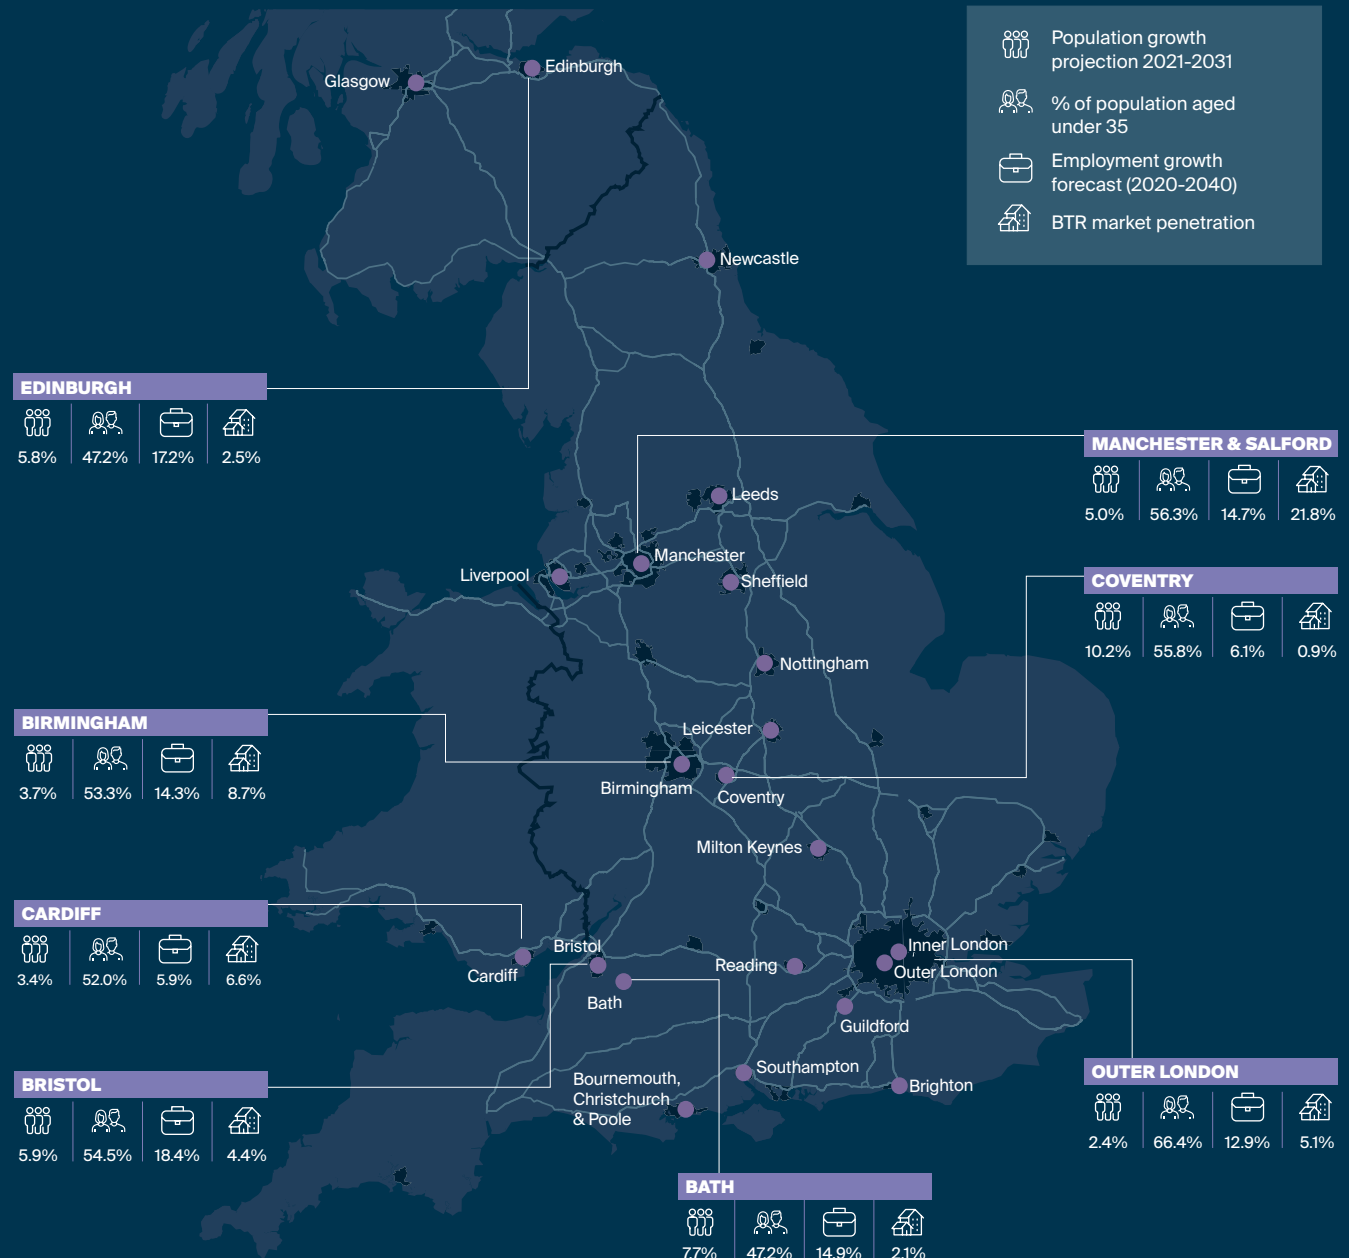 Population growth
projection 2021-2031
% of population aged
under 35
Employment growth
forecast (2020-2040)
BTR market penetration
Glasgow
Edinburgh
Newcastle
EDINBURGH
5.8% 47.2% 17.2% 2.5%
MANCHESTER & SALFORD
5.0% 56.3% 14.7% 21.8%
Leeds
Manchester
Liverpool
Sheffield
COVENTRY
10.2% 55.8% 6.1% 0.9%
Nottingham
BIRMINGHAM
3.7% 53.3% 14.3% 8.7%
Leicester
Birmingham
Coventry
Milton Keynes
CARDIFF
3.4% 52.0% 5.9% 6.6%
Bristol
Cardiff
Bath
Reading
Inner London
Outer London
Guildford
BRISTOL
5.9% 54.5% 18.4% 4.4%
Bournemouth,
Christchurch
& Poole
Southampton
Brighton
OUTER LONDON
2.4% 66.4% 12.9% 5.1%
BATH
7.7% 47.2% 14.9% 2.1%